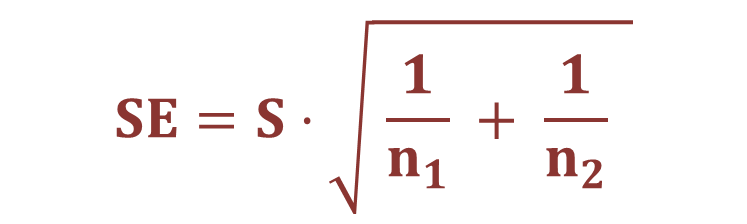 SE = S · √(1/n₁ + 1/n₂)